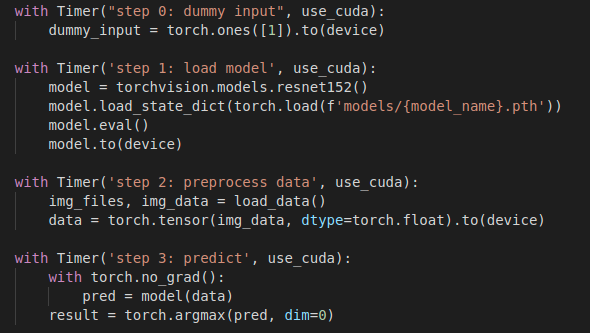 with Timer("step 0: dummy input", use_cuda):
    dummy_input = torch.ones([1]).to(device)

with Timer('step 1: load model', use_cuda):
    model = torchvision.models.resnet152()
    model.load_state_dict(torch.load(f'models/{model_name}.pth'))
    model.eval()
    model.to(device)

with Timer('step 2: preprocess data', use_cuda):
    img_files, img_data = load_data()
    data = torch.tensor(img_data, dtype=torch.float).to(device)

with Timer('step 3: predict', use_cuda):
    with torch.no_grad():
        pred = model(data)
    result = torch.argmax(pred, dim=0)